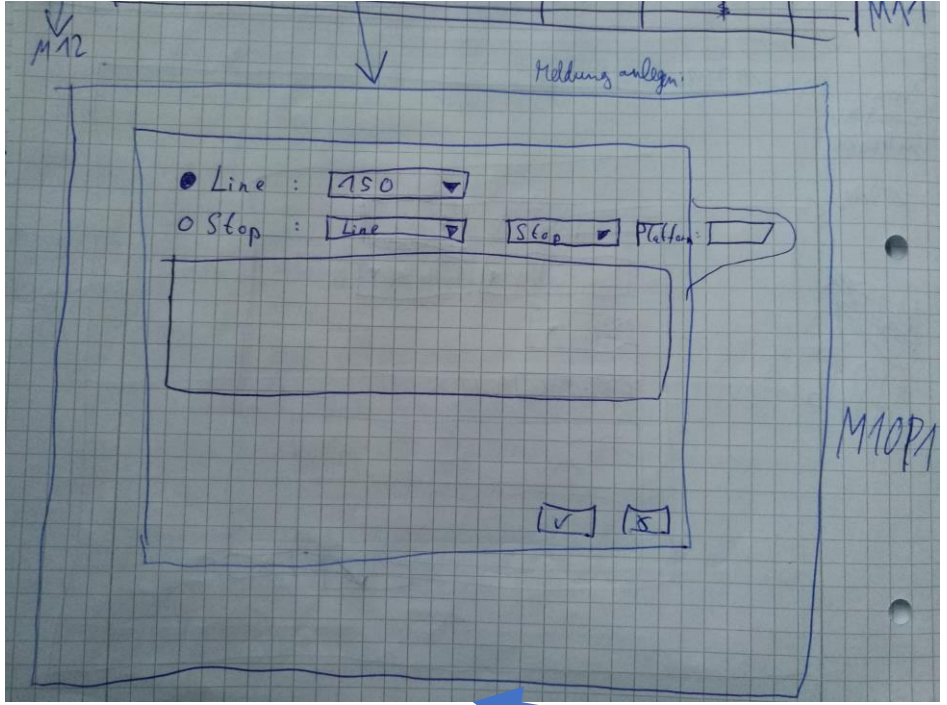 M11
M12
Meldung anlegen.
Line : 150
Stop : Line Stop Platform:
M10P1